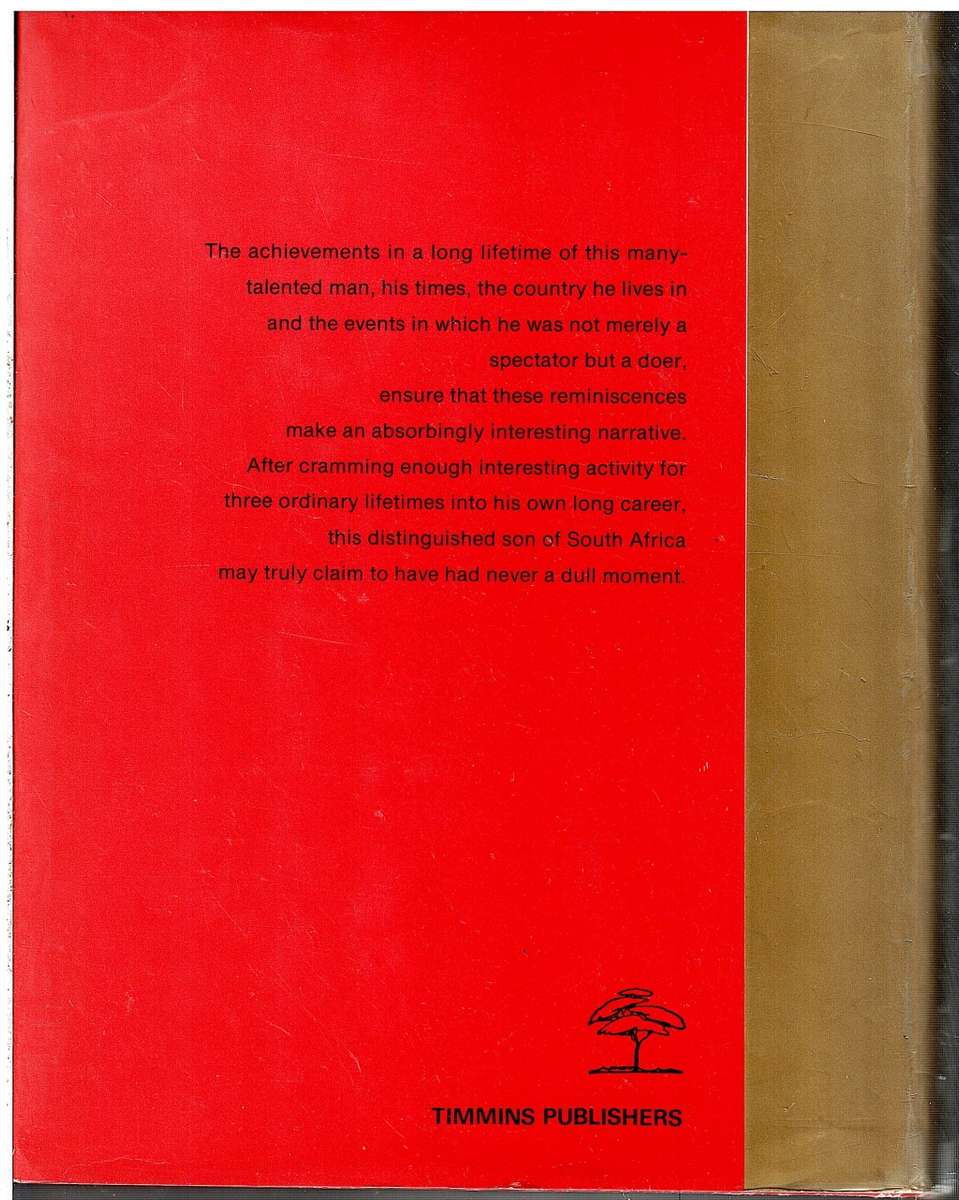 The achievements in a long lifetime of this many-
talented man, his times, the country he lives in
and the events in which he was not merely a
spectator but a doer,
ensure that these reminiscences
make an absorbingly interesting narrative.
After cramming enough interesting activity for
three ordinary lifetimes into his own long career,
this distinguished son of South Africa
may truly claim to have had never a dull moment.
TIMMINS PUBLISHERS